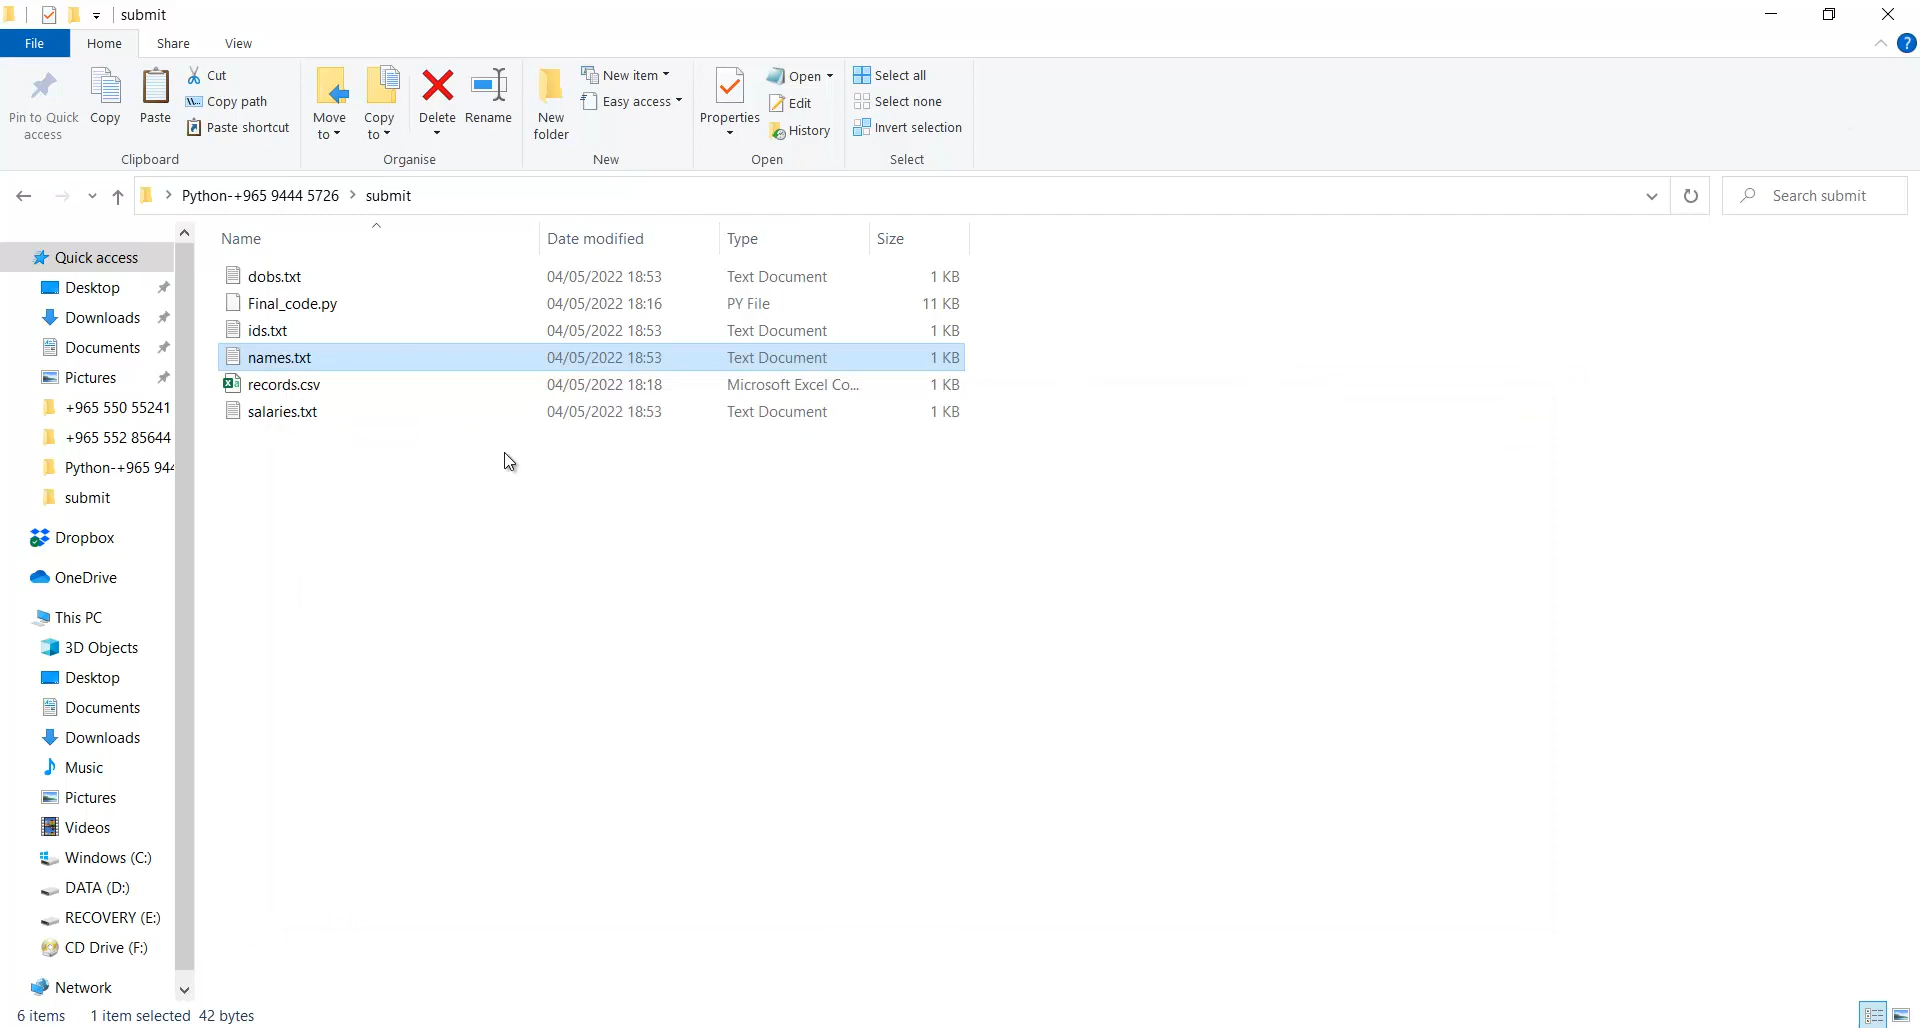 submit
File Home Share View
Pin to Quick access
Copy
Paste
Cut
Copy path
Paste shortcut
Clipboard
Move to
Copy to
Delete
Rename
Organise
New folder
New item
Easy access
New
Properties
Open
Edit
History
Open
Select all
Select none
Invert selection
Select
Python-+965 9444 5726 submit
Search submit
Name Date modified Type Size
dobs.txt 04/05/2022 18:53 Text Document 1 KB
Final_code.py 04/05/2022 18:16 PY File 11 KB
ids.txt 04/05/2022 18:53 Text Document 1 KB
names.txt 04/05/2022 18:53 Text Document 1 KB
records.csv 04/05/2022 18:18 Microsoft Excel Co... 1 KB
salaries.txt 04/05/2022 18:53 Text Document 1 KB
Quick access
Desktop
Downloads
Documents
Pictures
+965 550 55241
+965 552 85644
Python-+965 944
submit
Dropbox
OneDrive
This PC
3D Objects
Desktop
Documents
Downloads
Music
Pictures
Videos
Windows (C:)
DATA (D:)
RECOVERY (E:)
CD Drive (F:)
Network
6 items 1 item selected 42 bytes